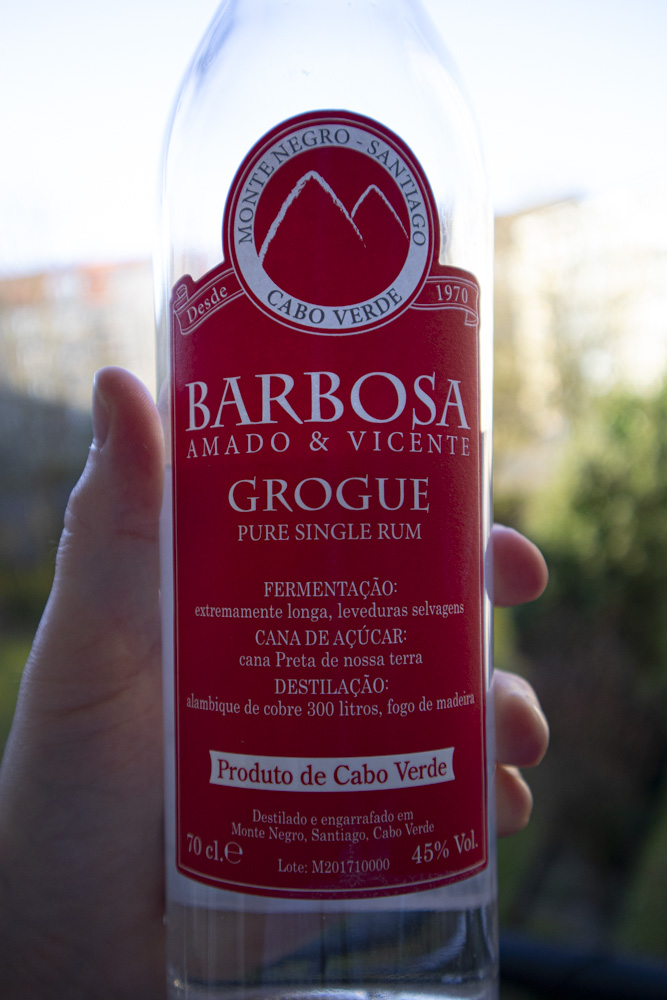 MONTE NEGRO - SANTIAGO
CABO VERDE
Desde 1970
BARBOSA
AMADO & VICENTE
GROGUE
PURE SINGLE RUM
FERMENTAÇÃO:
extremamente longa, leveduras selvagens
CANA DE AÇÚCAR:
cana Preta de nossa terra
DESTILAÇÃO:
alambique de cobre 300 litros, fogo de madeira
Produto de Cabo Verde
Destilado e engarrafado em
Monte Negro, Santiago, Cabo Verde
70 cl.℮ Lote: M201710000 45% Vol.